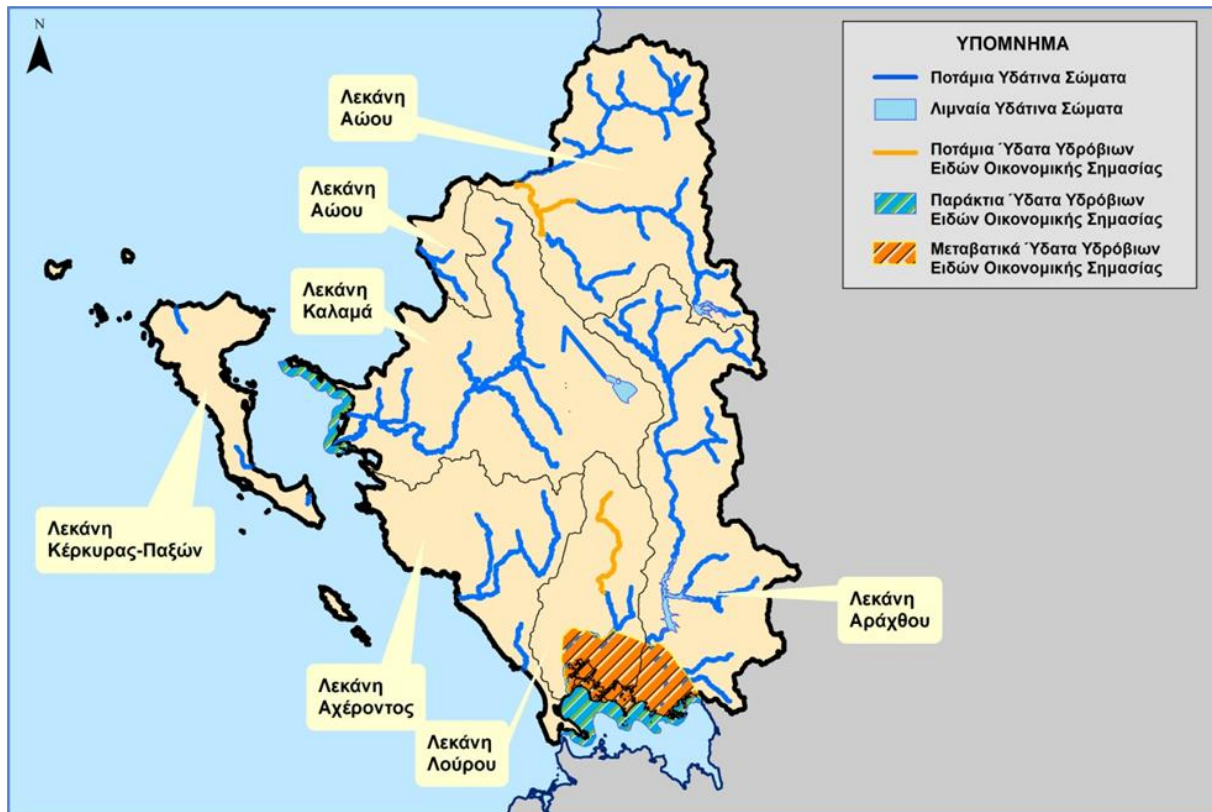 N
ΥΠΟΜΝΗΜΑ
Ποτάμια Υδάτινα Σώματα
Λιμναία Υδάτινα Σώματα
Ποτάμια Ύδατα Υδρόβιων
Ειδών Οικονομικής Σημασίας
Παράκτια Ύδατα Υδρόβιων
Ειδών Οικονομικής Σημασίας
Μεταβατικά Ύδατα Υδρόβιων
Ειδών Οικονομικής Σημασίας
Λεκάνη
Αώου
Λεκάνη
Αώου
Λεκάνη
Καλαμά
Λεκάνη
Κέρκυρας-Παξών
Λεκάνη
Αράχθου
Λεκάνη
Αχέροντος
Λεκάνη
Λούρου